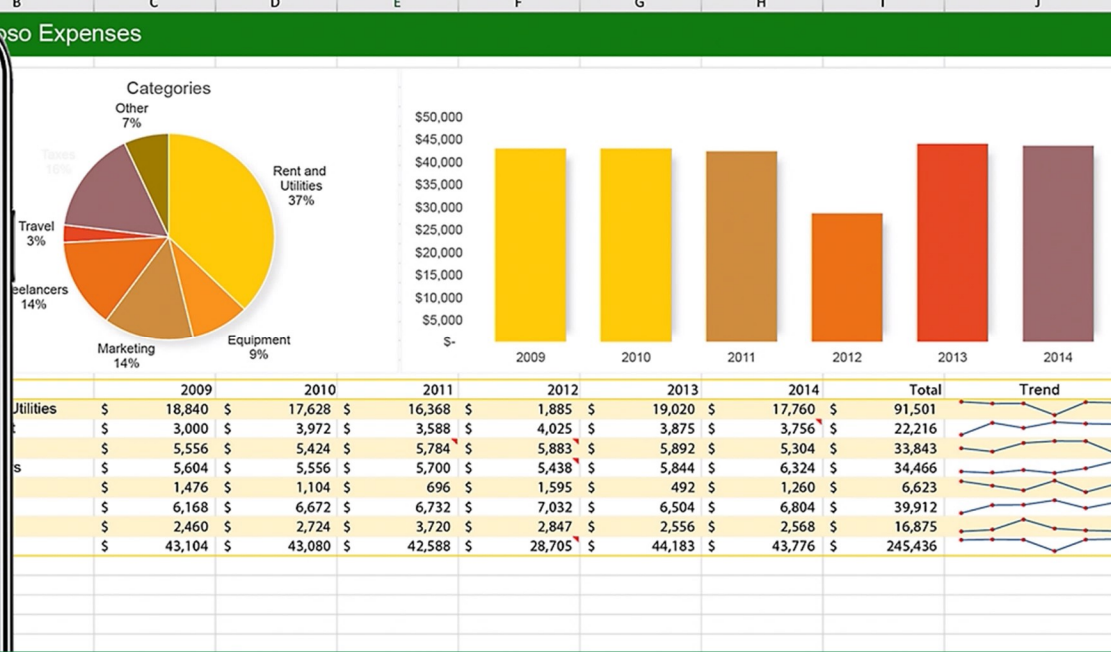 B C D E F G H I J
oso Expenses
Categories
Other
7%
Taxes
16%
Rent and
Utilities
37%
Travel
3%
eelancers
14%
Marketing
14%
Equipment
9%
$50,000
$45,000
$40,000
$35,000
$30,000
$25,000
$20,000
$15,000
$10,000
$5,000
$-
2009 2010 2011 2012 2013 2014
2009 2010 2011 2012 2013 2014 Total Trend
Utilities $ 18,840 $ 17,628 $ 16,368 $ 1,885 $ 19,020 $ 17,760 $ 91,501
t $ 3,000 $ 3,972 $ 3,588 $ 4,025 $ 3,875 $ 3,756 $ 22,216
$ 5,556 $ 5,424 $ 5,784 $ 5,883 $ 5,892 $ 5,304 $ 33,843
s $ 5,604 $ 5,556 $ 5,700 $ 5,438 $ 5,844 $ 6,324 $ 34,466
$ 1,476 $ 1,104 $ 696 $ 1,595 $ 492 $ 1,260 $ 6,623
$ 6,168 $ 6,672 $ 6,732 $ 7,032 $ 6,504 $ 6,804 $ 39,912
$ 2,460 $ 2,724 $ 3,720 $ 2,847 $ 2,556 $ 2,568 $ 16,875
$ 43,104 $ 43,080 $ 42,588 $ 28,705 $ 44,183 $ 43,776 $ 245,436